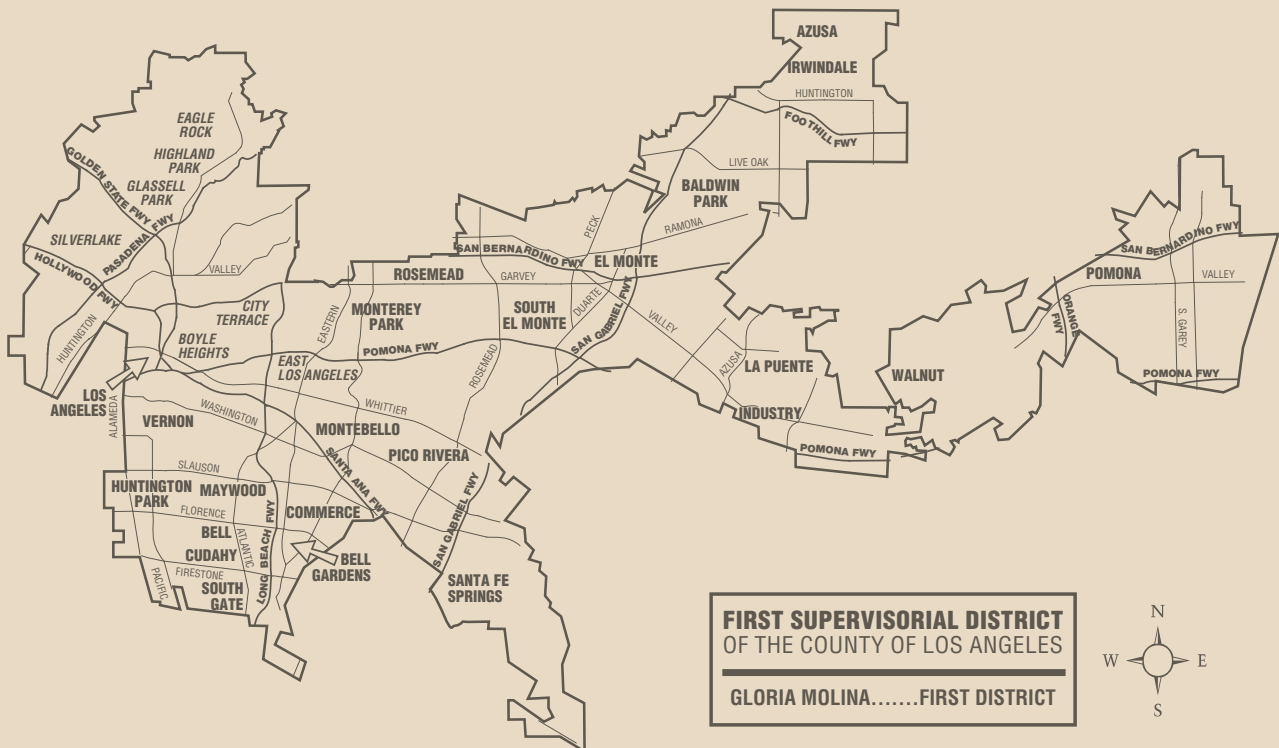 AZUSA
IRWINDALE
HUNTINGTON
FOOTHILL FWY
EAGLE
ROCK
HIGHLAND
PARK
GLASSELL
PARK
GOLDEN STATE FWY
PASADENA FWY
SILVERLAKE
HOLLYWOOD FWY
HUNTINGTON
VALLEY
CITY
TERRACE
BOYLE
HEIGHTS
LIVE OAK
BALDWIN
PARK
PECK
RAMONA
SAN BERNARDINO FWY
EL MONTE
ROSEMEAD
GARVEY
MONTEREY
PARK
EASTERN
SOUTH
EL MONTE
DUARTE
SAN GABRIEL FWY
VALLEY
POMONA FWY
EAST
LOS ANGELES
ROSEMEAD
AZUSA
LA PUENTE
INDUSTRY
POMONA FWY
WALNUT
SAN BERNARDINO FWY
POMONA
VALLEY
ORANGE
FWY
S. GAREY
POMONA FWY
LOS
ANGELES
ALAMEDA
VERNON
WASHINGTON
WHITTIER
MONTEBELLO
PICO RIVERA
SANTA ANA FWY
SLAUSON
HUNTINGTON
PARK
MAYWOOD
COMMERCE
FLORENCE
BELL
ATLANTIC
LONG BEACH FWY
SAN GABRIEL FWY
CUDAHY
BELL
GARDENS
FIRESTONE
PACIFIC
SOUTH
GATE
SANTA FE
SPRINGS
FIRST SUPERVISORIAL DISTRICT
OF THE COUNTY OF LOS ANGELES
GLORIA MOLINA.......FIRST DISTRICT
N
W
E
S